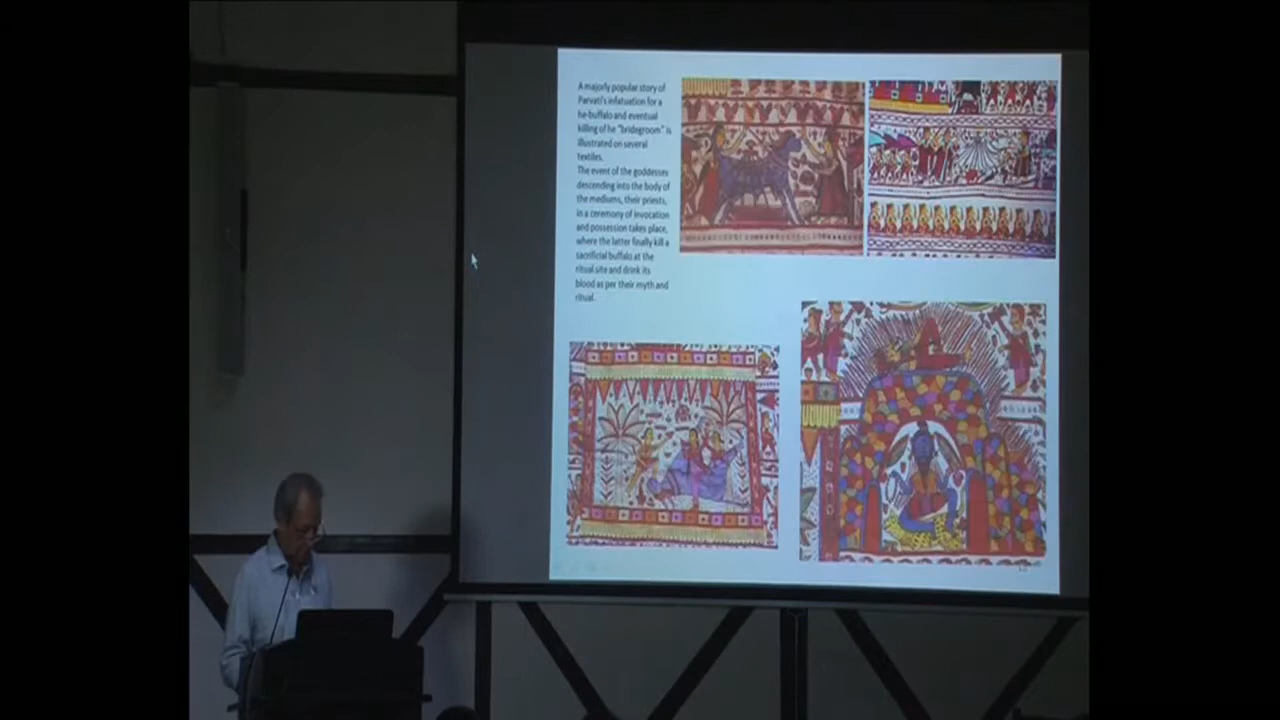 A majorly popular story of
Parvati's infatuation for a
he-buffalo and eventual
killing of he "bridegroom" is
illustrated on several
textiles.
The event of the goddesses
descending into the body of
the mediums, their priests,
in a ceremony of invocation
and possession takes place,
where the latter finally kill a
sacrificial buffalo at the
ritual site and drink its
blood as per their myth and
ritual.